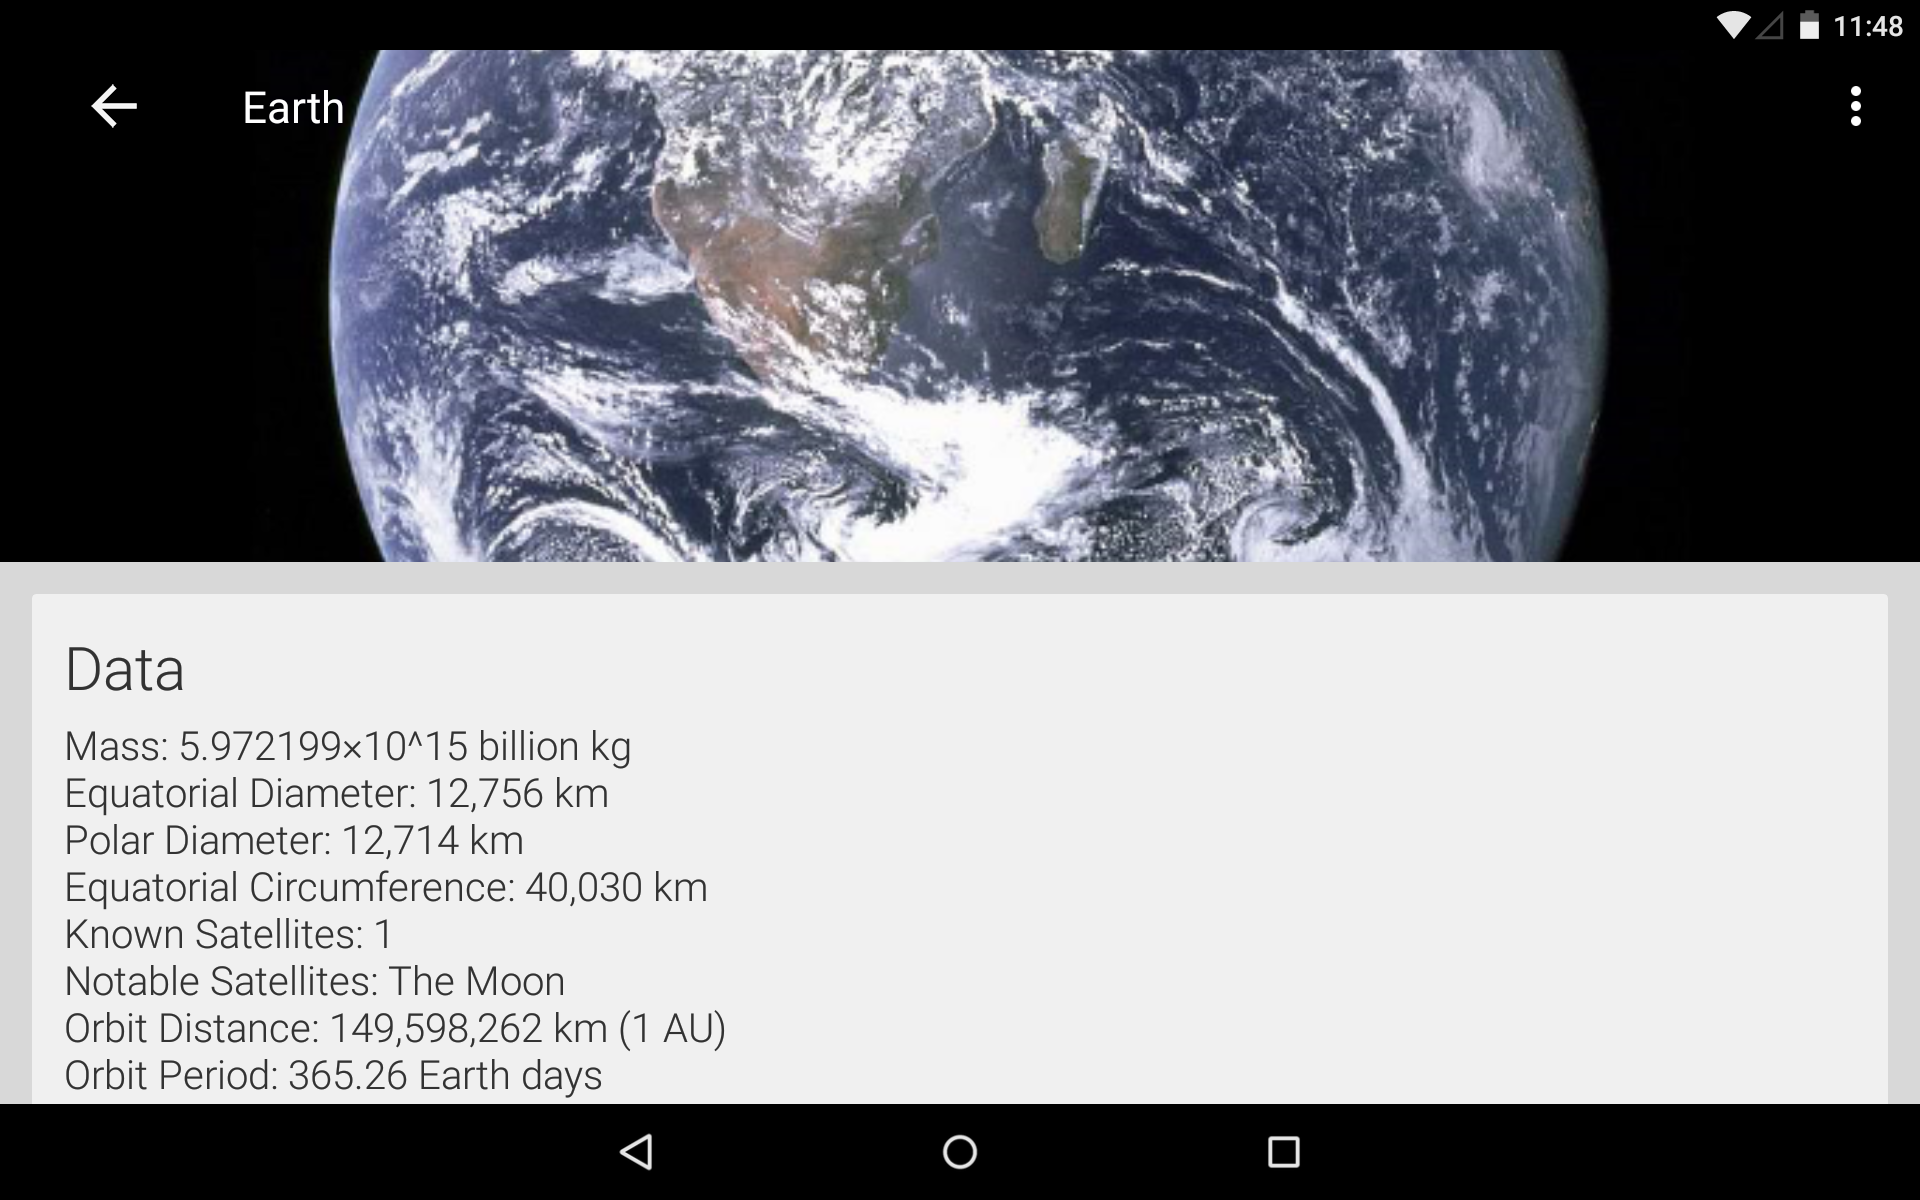 11:48
Earth
Data
Mass: 5.972199×10^15 billion kg
Equatorial Diameter: 12,756 km
Polar Diameter: 12,714 km
Equatorial Circumference: 40,030 km
Known Satellites: 1
Notable Satellites: The Moon
Orbit Distance: 149,598,262 km (1 AU)
Orbit Period: 365.26 Earth days